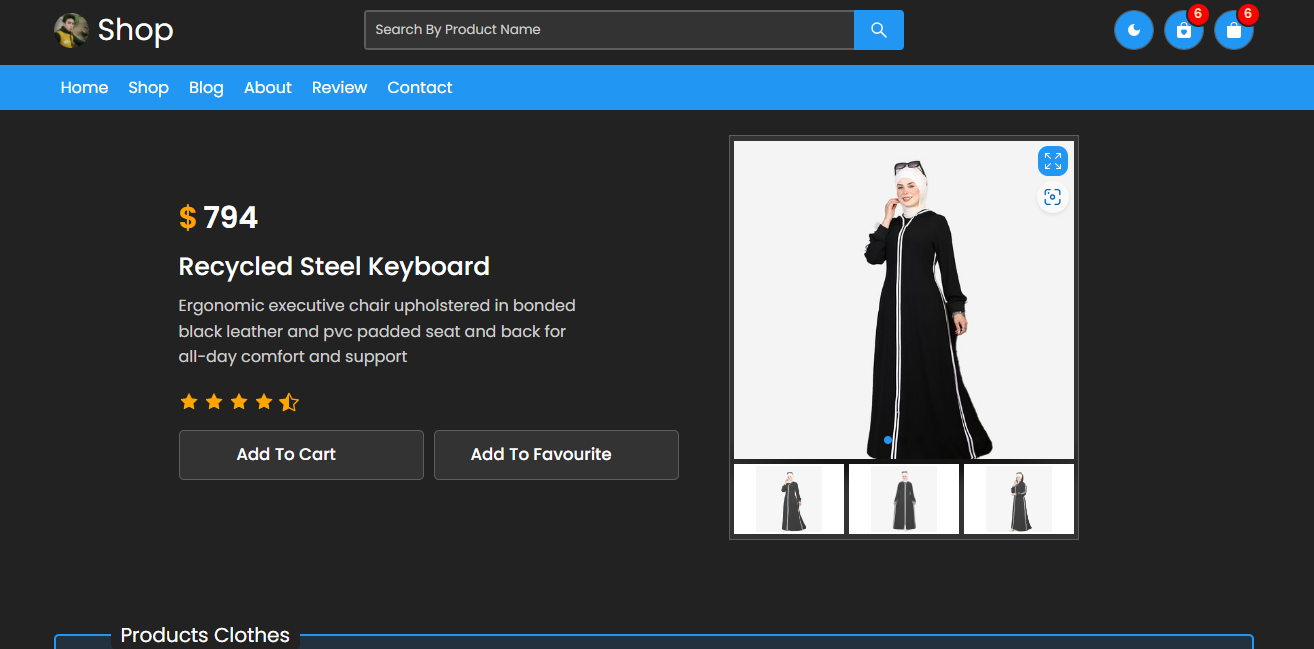 Shop
Search By Product Name
6
6
Home Shop Blog About Review Contact
$ 794
Recycled Steel Keyboard
Ergonomic executive chair upholstered in bonded
black leather and pvc padded seat and back for
all-day comfort and support
Add To Cart
Add To Favourite
Products Clothes